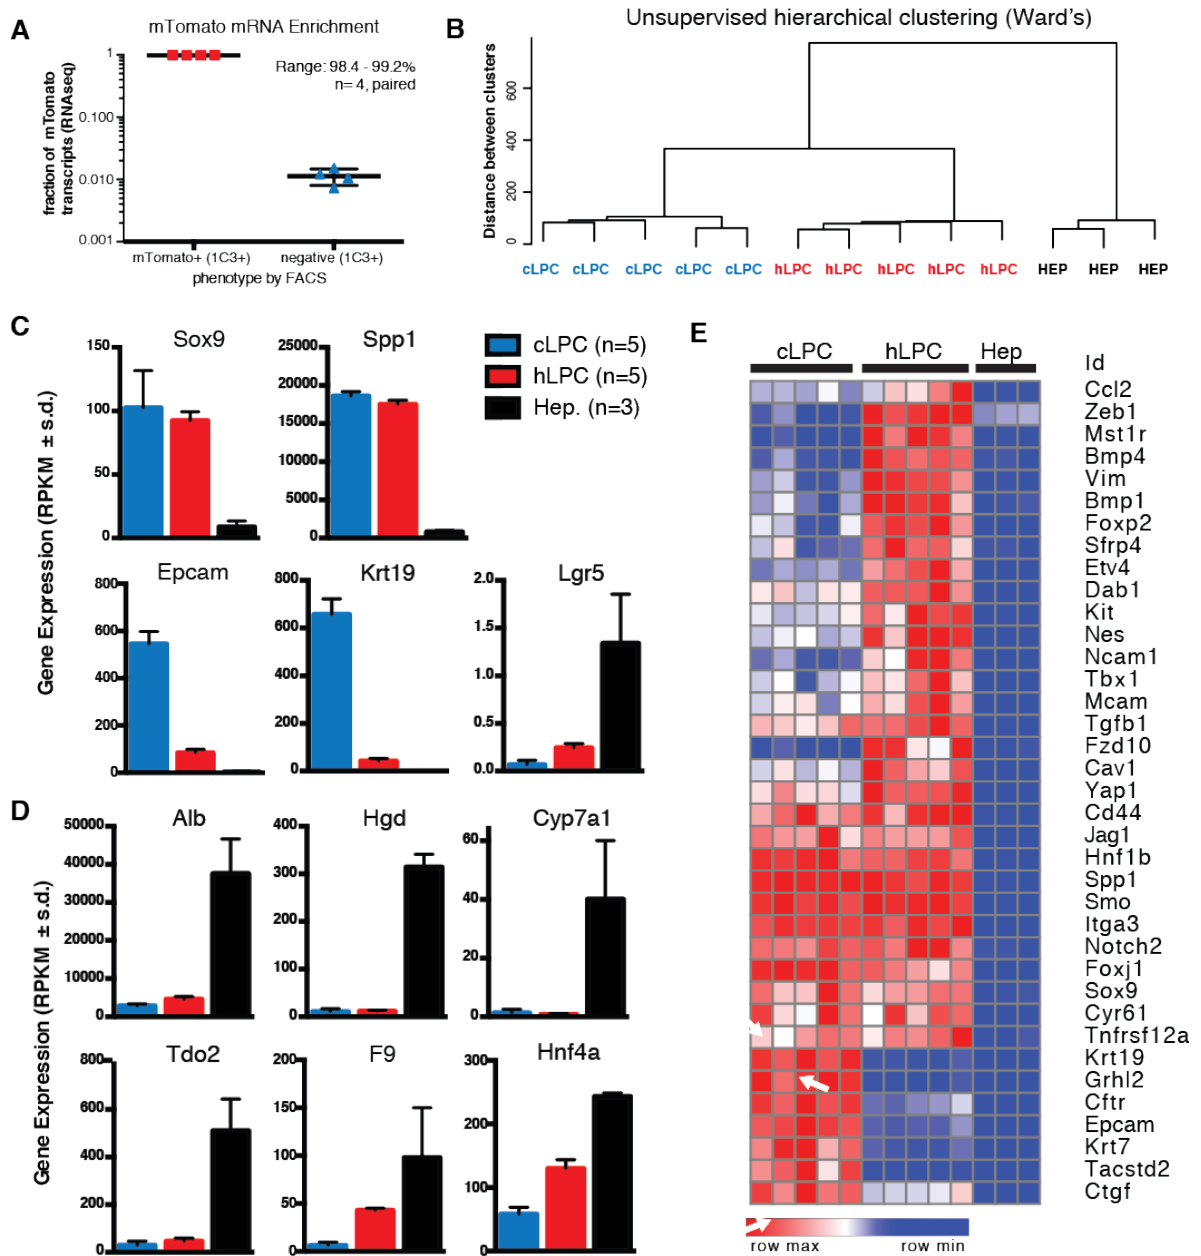 A
mTomato mRNA Enrichment
fraction of mTomato
transcripts (RNAseq)
1
0.100
0.010
0.001
Range: 98.4 - 99.2%
n= 4, paired
mTomato+ (1C3+) negative (1C3+)
phenotype by FACS
B
Unsupervised hierarchical clustering (Ward's)
Distance between clusters
600
400
200
0
cLPC cLPC cLPC cLPC cLPC hLPC hLPC hLPC hLPC hLPC HEP HEP HEP
C
Gene Expression (RPKM ± s.d.)
Sox9
150
100
50
0
Spp1
25000
20000
15000
10000
5000
0
cLPC (n=5)
hLPC (n=5)
Hep. (n=3)
Epcam
800
600
400
200
0
Krt19
800
600
400
200
0
Lgr5
2.0
1.5
1.0
0.5
0.0
D
Gene Expression (RPKM ± s.d.)
Alb
50000
40000
30000
20000
10000
0
Hgd
400
300
200
100
0
Cyp7a1
60
40
20
0
Tdo2
800
600
400
200
0
F9
200
150
100
50
0
Hnf4a
300
200
100
0
E
cLPC hLPC Hep Id
Ccl2
Zeb1
Mst1r
Bmp4
Vim
Bmp1
Foxp2
Sfrp4
Etv4
Dab1
Kit
Nes
Ncam1
Tbx1
Mcam
Tgfb1
Fzd10
Cav1
Yap1
Cd44
Jag1
Hnf1b
Spp1
Smo
Itga3
Notch2
Foxj1
Sox9
Cyr61
Tnfrsf12a
Krt19
Grhl2
Cftr
Epcam
Krt7
Tacstd2
Ctgf
row max row min